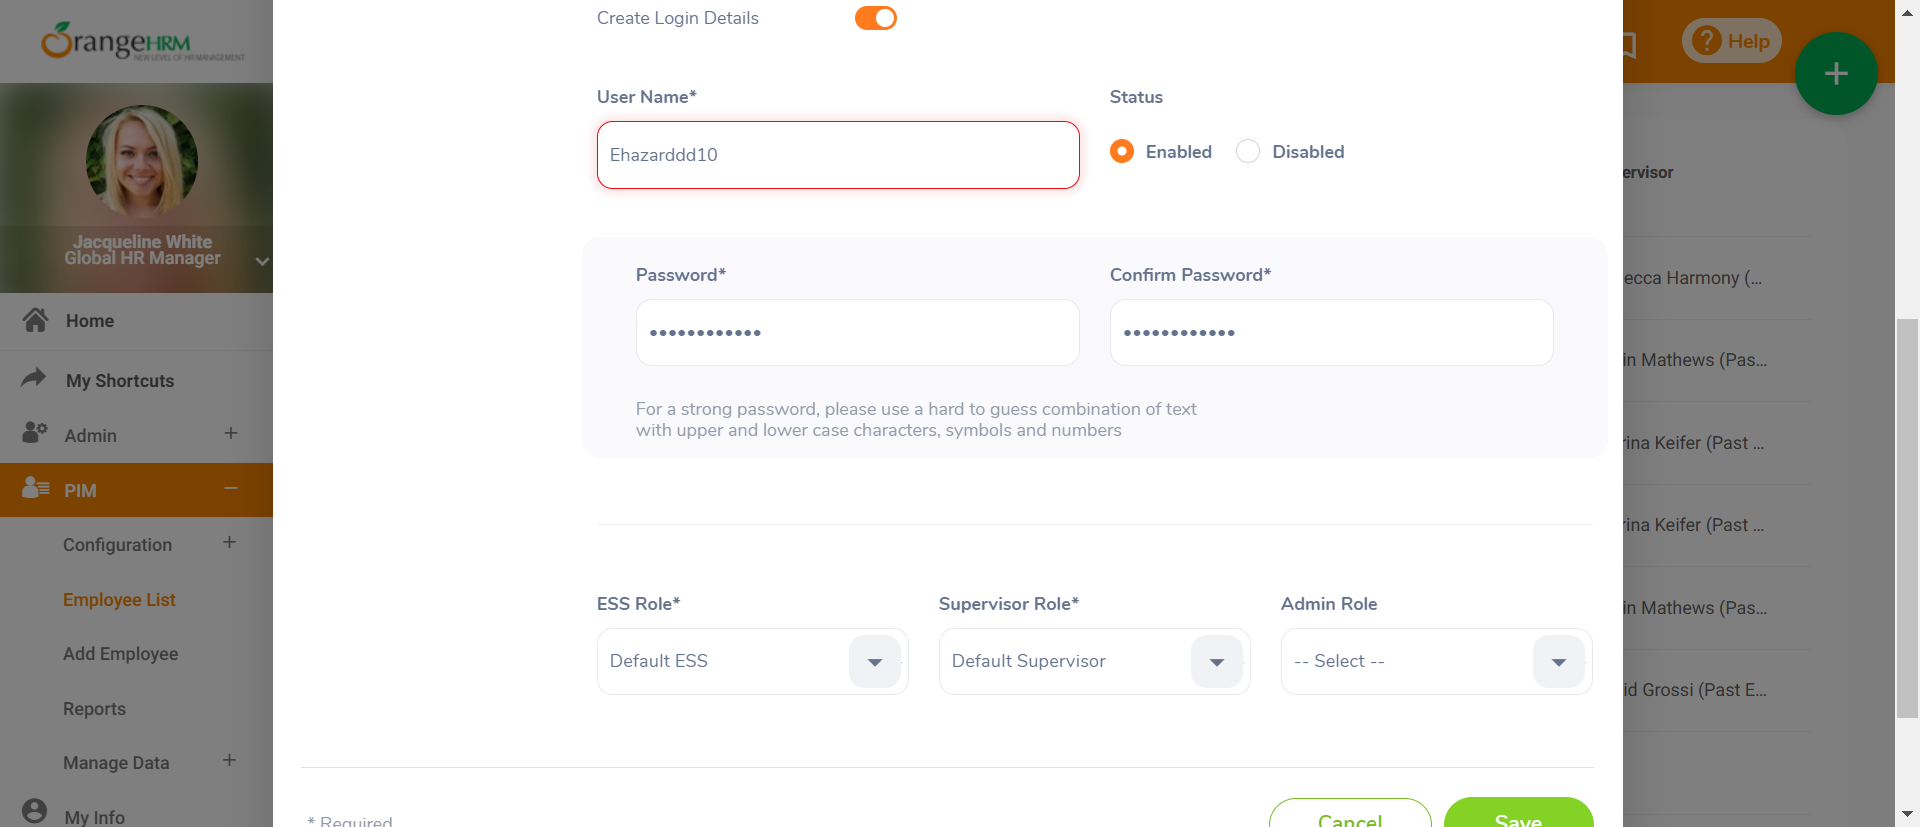 Create Login Details
OrangeHRM
NEW LEVEL OF HR MANAGEMENT
Help
User Name*
Status
Ehazarddd10
Enabled
Disabled
ervisor
Jacqueline White
Global HR Manager
Password*
Confirm Password*
ecca Harmony (...
••••••••••••
••••••••••••
Home
in Mathews (Pas...
My Shortcuts
For a strong password, please use a hard to guess combination of text
with upper and lower case characters, symbols and numbers
Admin
rina Keifer (Past ...
PIM
rina Keifer (Past ...
Configuration
Employee List
ESS Role*
Supervisor Role*
Admin Role
in Mathews (Pas...
Add Employee
Default ESS
Default Supervisor
-- Select --
id Grossi (Past E...
Reports
Manage Data
My Info
* Required
Cancel
Save